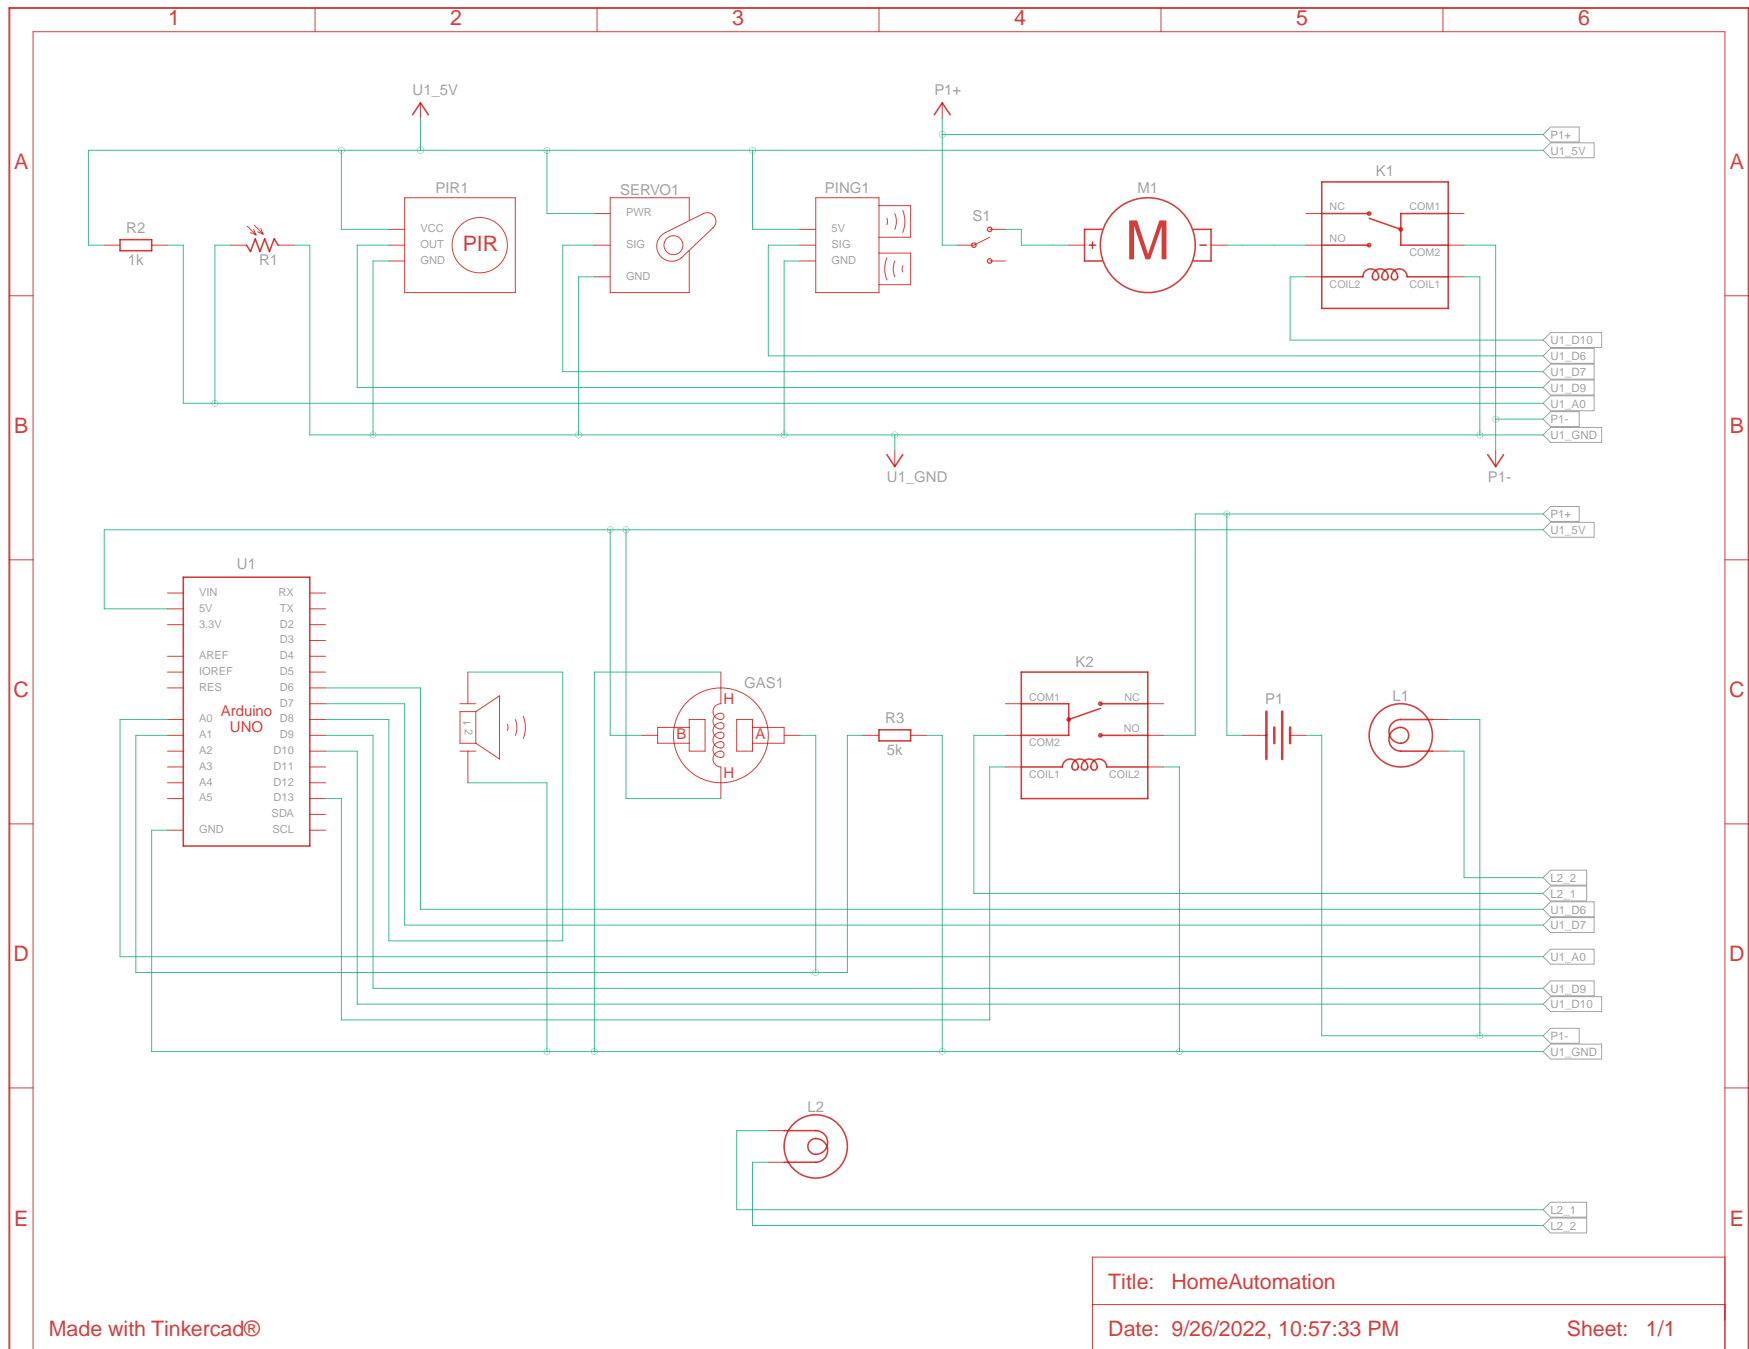 1 2 3 4 5 6
U1_5V P1+
P1+
A U1_5V A
PIR1 SERVO1 PING1 M1 K1
R2 VCC PWR 5V S1 NC COM1
OUT PIR SIG SIG + M - NO
1k R1 GND GND GND COM2
COIL2 COIL1
U1_D10
U1_D6
U1_D7
U1_D9
U1_A0
B P1- B
U1_GND
U1_GND P1-
P1+
U1_5V
U1
VIN RX
5V TX
3.3V D2
D3
AREF D4
IOREF D5
RES D6
D7
A0 D8
A1 D9
A2 D10
A3 D11
A4 D12
A5 D13
SDA
GND SCL
Arduino
UNO
1 2
C GAS1 C
H
B A
H
R3
5k
K2
COM1 NC
COM2 NO
COIL1 COIL2
P1
L1
L2_2
L2_1
U1_D6
U1_D7
D U1_A0 D
U1_D9
U1_D10
P1-
U1_GND
L2
E L2_1 E
L2_2
Title: HomeAutomation
Made with Tinkercad® Date: 9/26/2022, 10:57:33 PM Sheet: 1/1